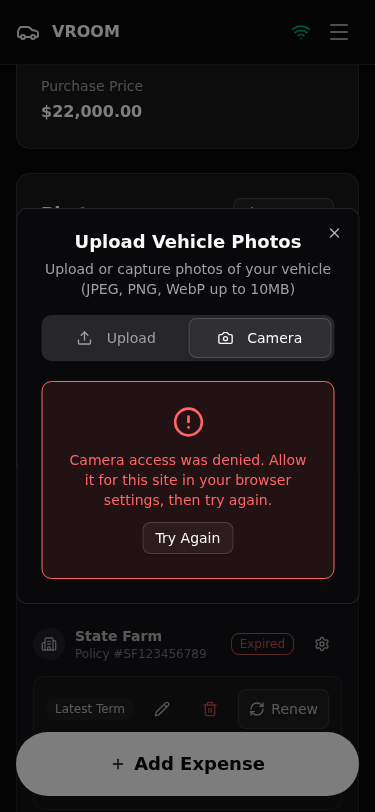 VROOM
Purchase Price
$22,000.00
Upload Vehicle Photos
Upload or capture photos of your vehicle
(JPEG, PNG, WebP up to 10MB)
Upload
Camera
Camera access was denied. Allow
it for this site in your browser
settings, then try again.
Try Again
State Farm
Policy #SF123456789
Expired
Latest Term
Renew
+ Add Expense